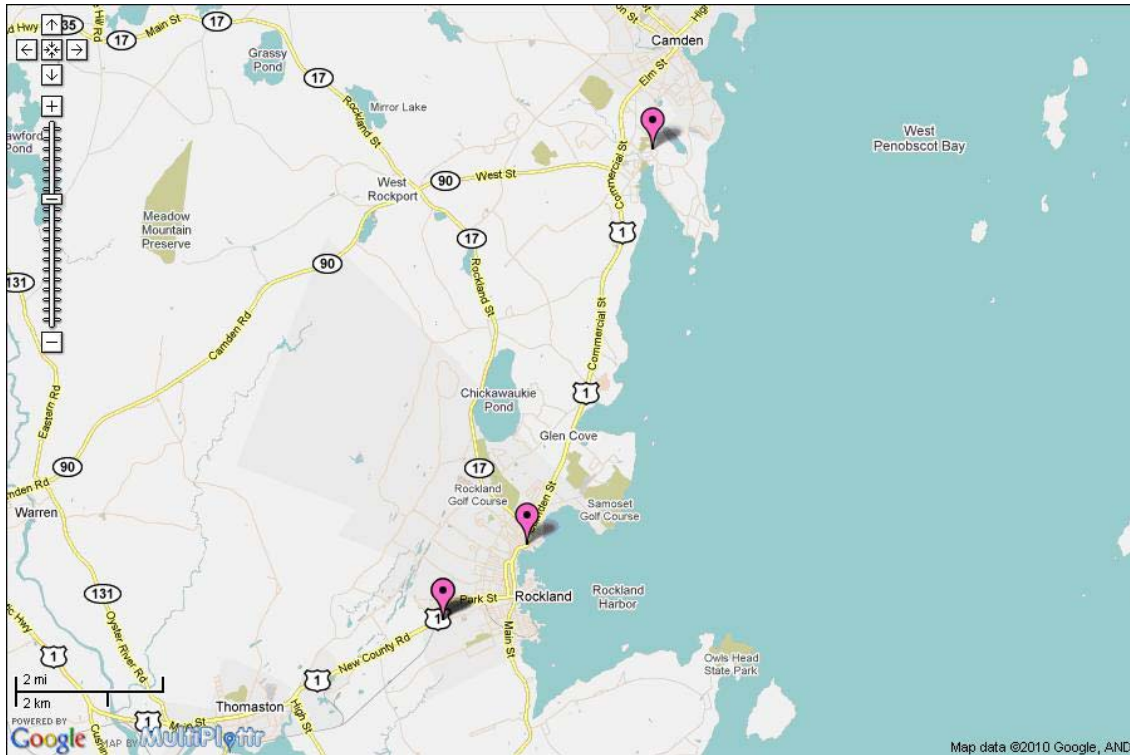 35
Main St
17
17
Grassy
Pond
17
Mirror Lake
Rockland St
Camden
Elm St
West
Penobscot Bay
Commercial St
West St
90
West
Rockport
Meadow
Mountain
Preserve
17
1
90
131
Rockland St
Camden Rd
Commercial St
Eastern Rd
Chickawaukie
Pond
1
Glen Cove
90
17
Rockland
Golf Course
Samoset
Golf Course
Warren
131
Oyster River Rd
1
Park St
Rockland
Rockland
Harbor
Main St
New County Rd
1
1
Owls Head
State Park
2 mi
2 km
Thomaston
High St
1
Main St
POWERED BY
Google
MAP BY MultiPlottr
Map data ©2010 Google, AND